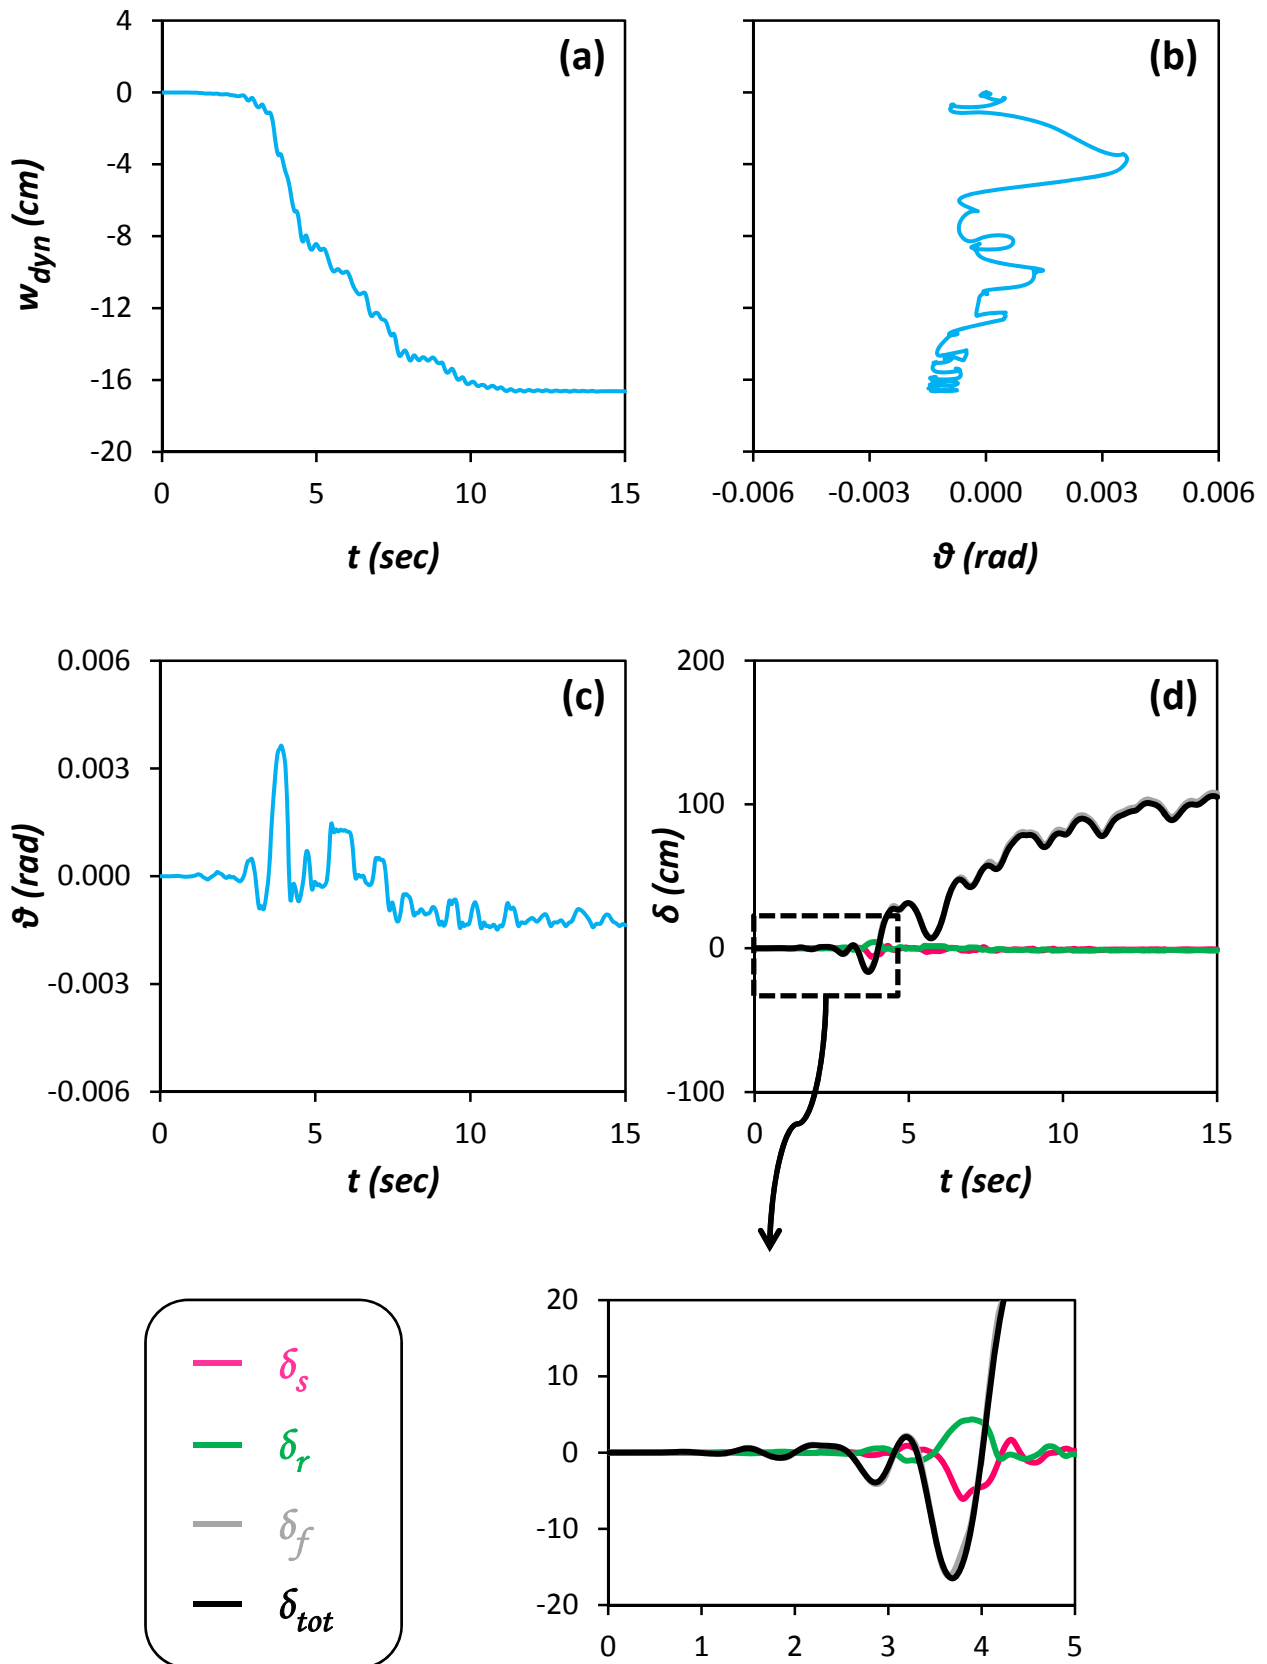 4
0
-4
-8
-12
-16
-20
w_dyn (cm)
(a)
0 5 10 15
t (sec)
(b)
-0.006 -0.003 0.000 0.003 0.006
ϑ (rad)
0.006
0.003
0.000
-0.003
-0.006
ϑ (rad)
(c)
0 5 10 15
t (sec)
200
100
0
-100
δ (cm)
(d)
0 5 10 15
t (sec)
δ_s
δ_r
δ_f
δ_tot
20
10
0
-10
-20
0 1 2 3 4 5